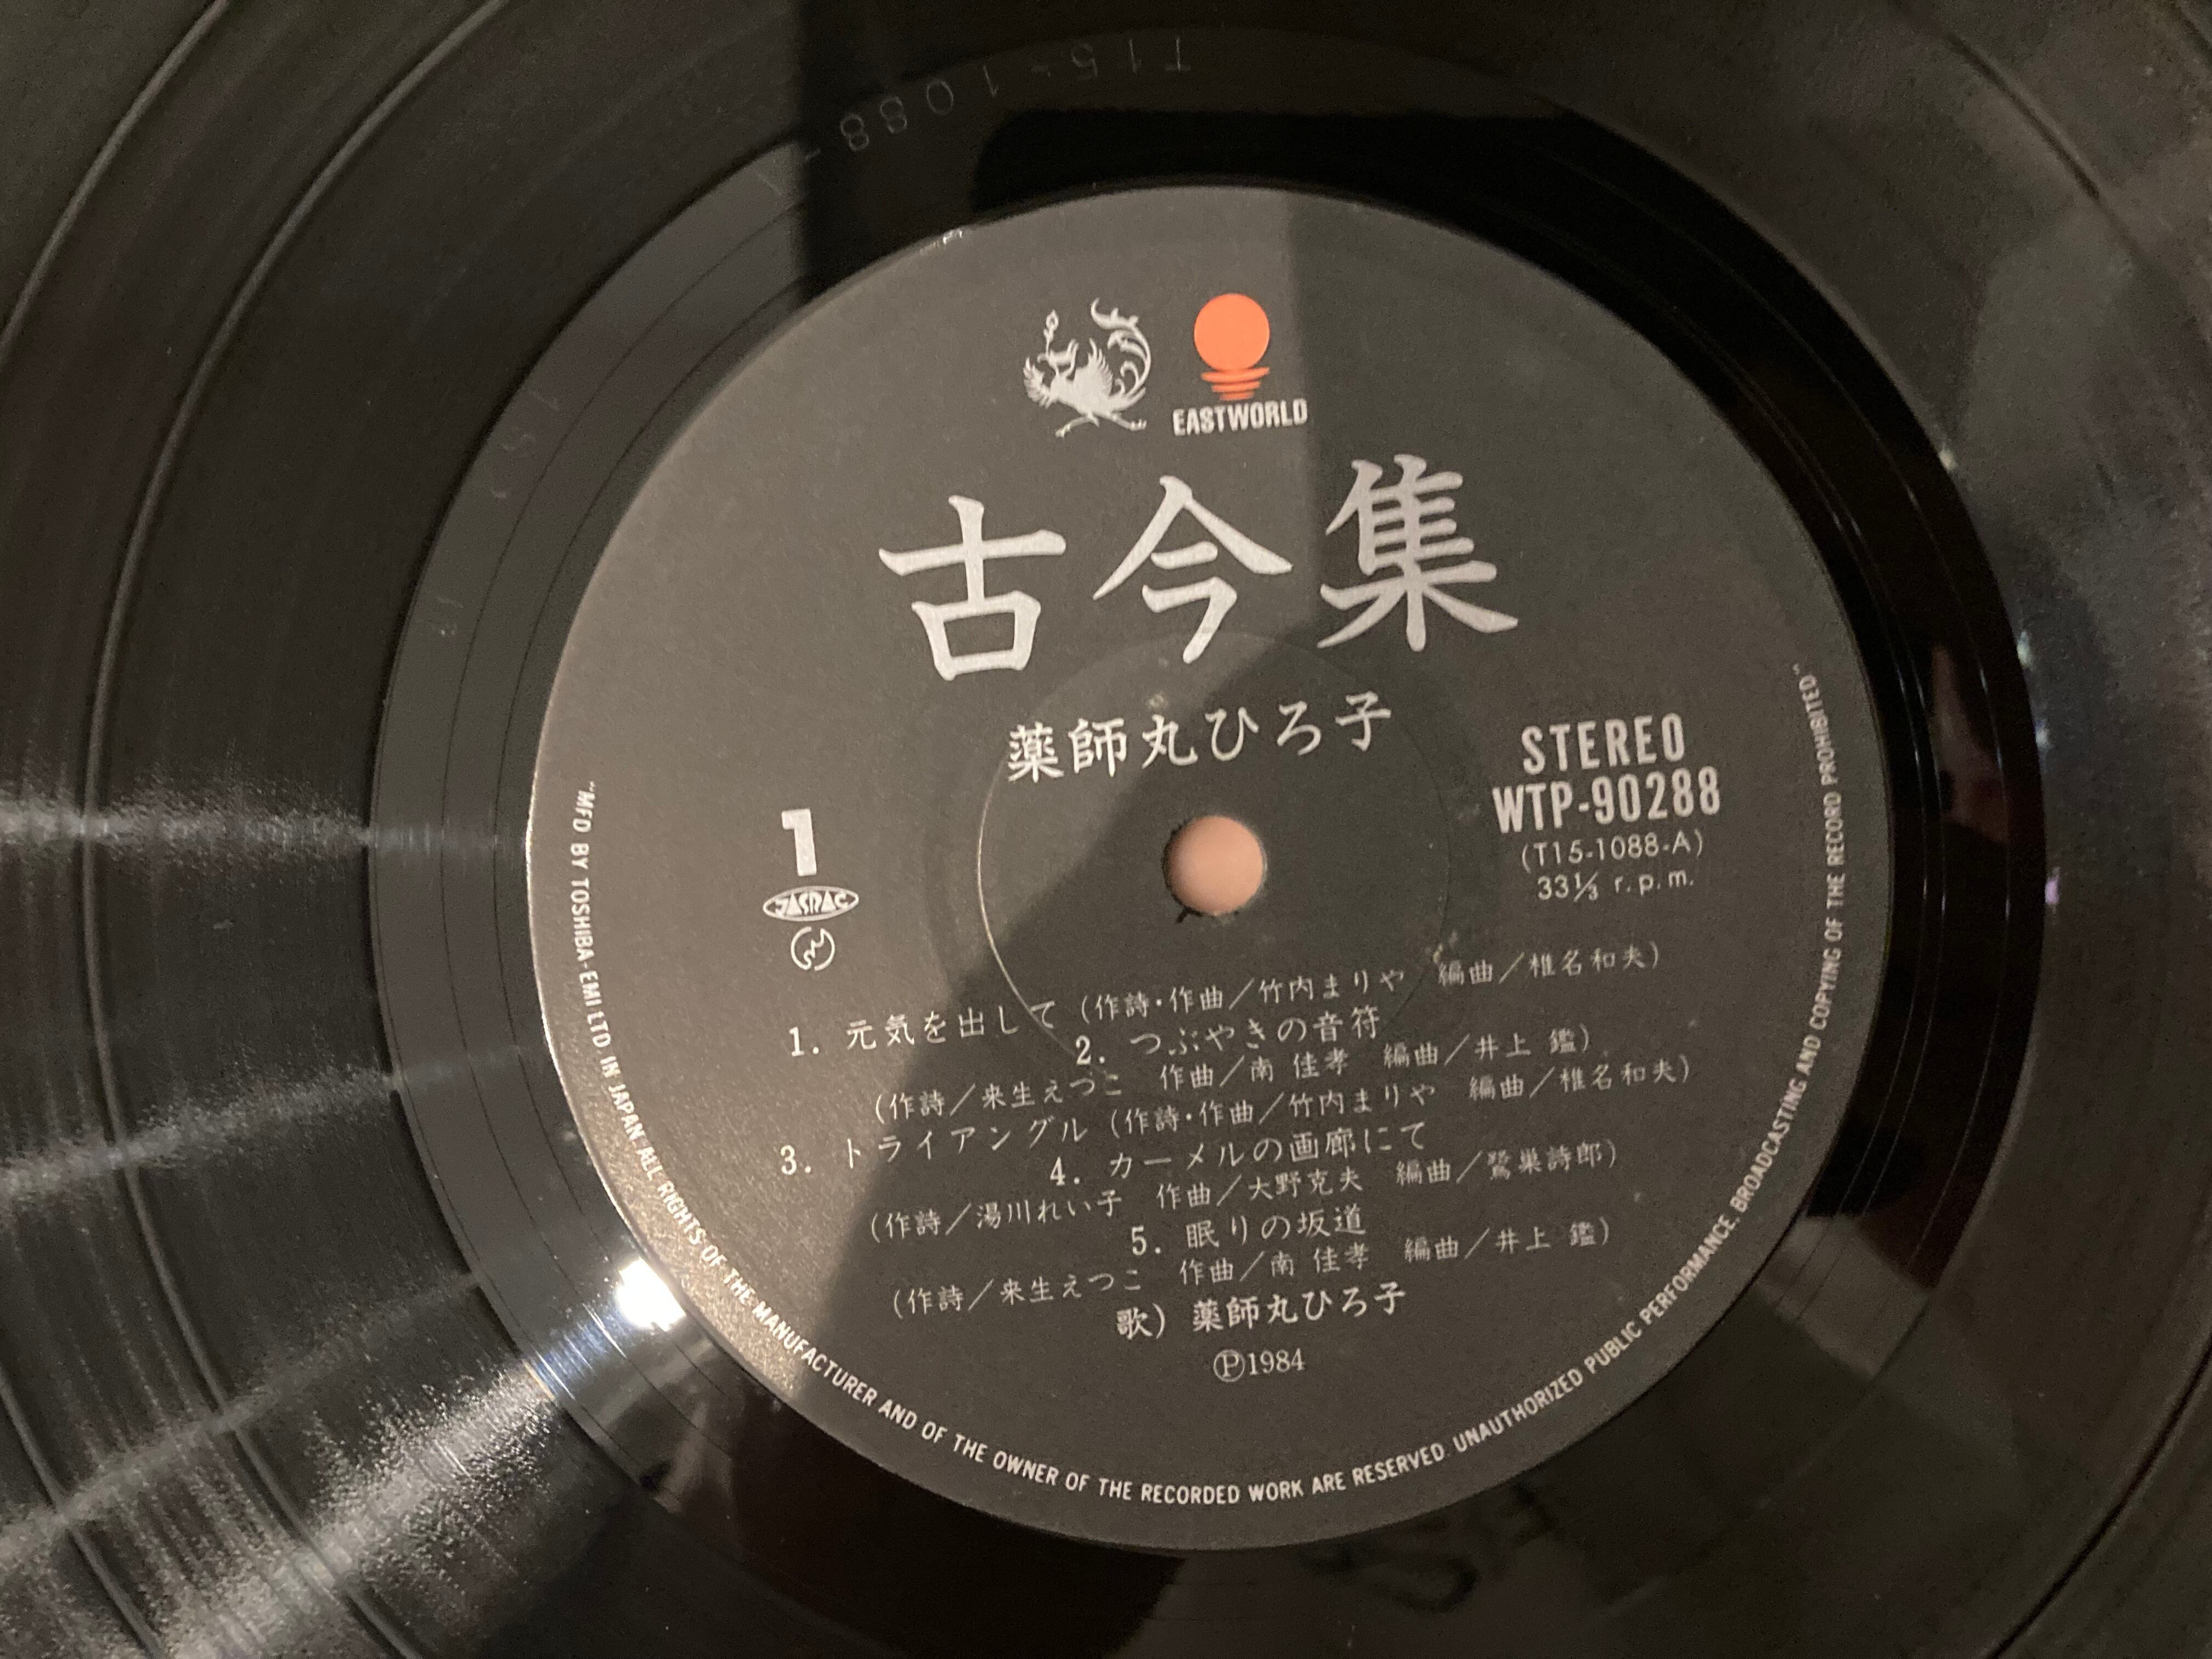 T15-1088-
EASTWORLD
古今集
薬師丸ひろ子
STEREO
WTP-90288
(T15-1088-A)
33⅓ r.p.m.
1
JASRAC
1. 元気を出して (作詩・作曲/竹内まりや 編曲/椎名和夫)
2. つぶやきの音符
(作詩/来生えつこ 作曲/南 佳孝 編曲/井上 鑑)
3. トライアングル (作詩・作曲/竹内まりや 編曲/椎名和夫)
4. カーメルの画廊にて
(作詩/湯川れい子 作曲/大野克夫 編曲/鷺巣詩郎)
5. 眠りの坂道
(作詩/来生えつこ 作曲/南 佳孝 編曲/井上 鑑)
歌) 薬師丸ひろ子
Ⓟ1984
"MFD BY TOSHIBA-EMI LTD. IN JAPAN ALL RIGHTS OF THE MANUFACTURER AND OF THE OWNER OF THE RECORDED WORK ARE RESERVED. UNAUTHORIZED PUBLIC PERFORMANCE, BROADCASTING AND COPYING OF THE RECORD PROHIBITED"